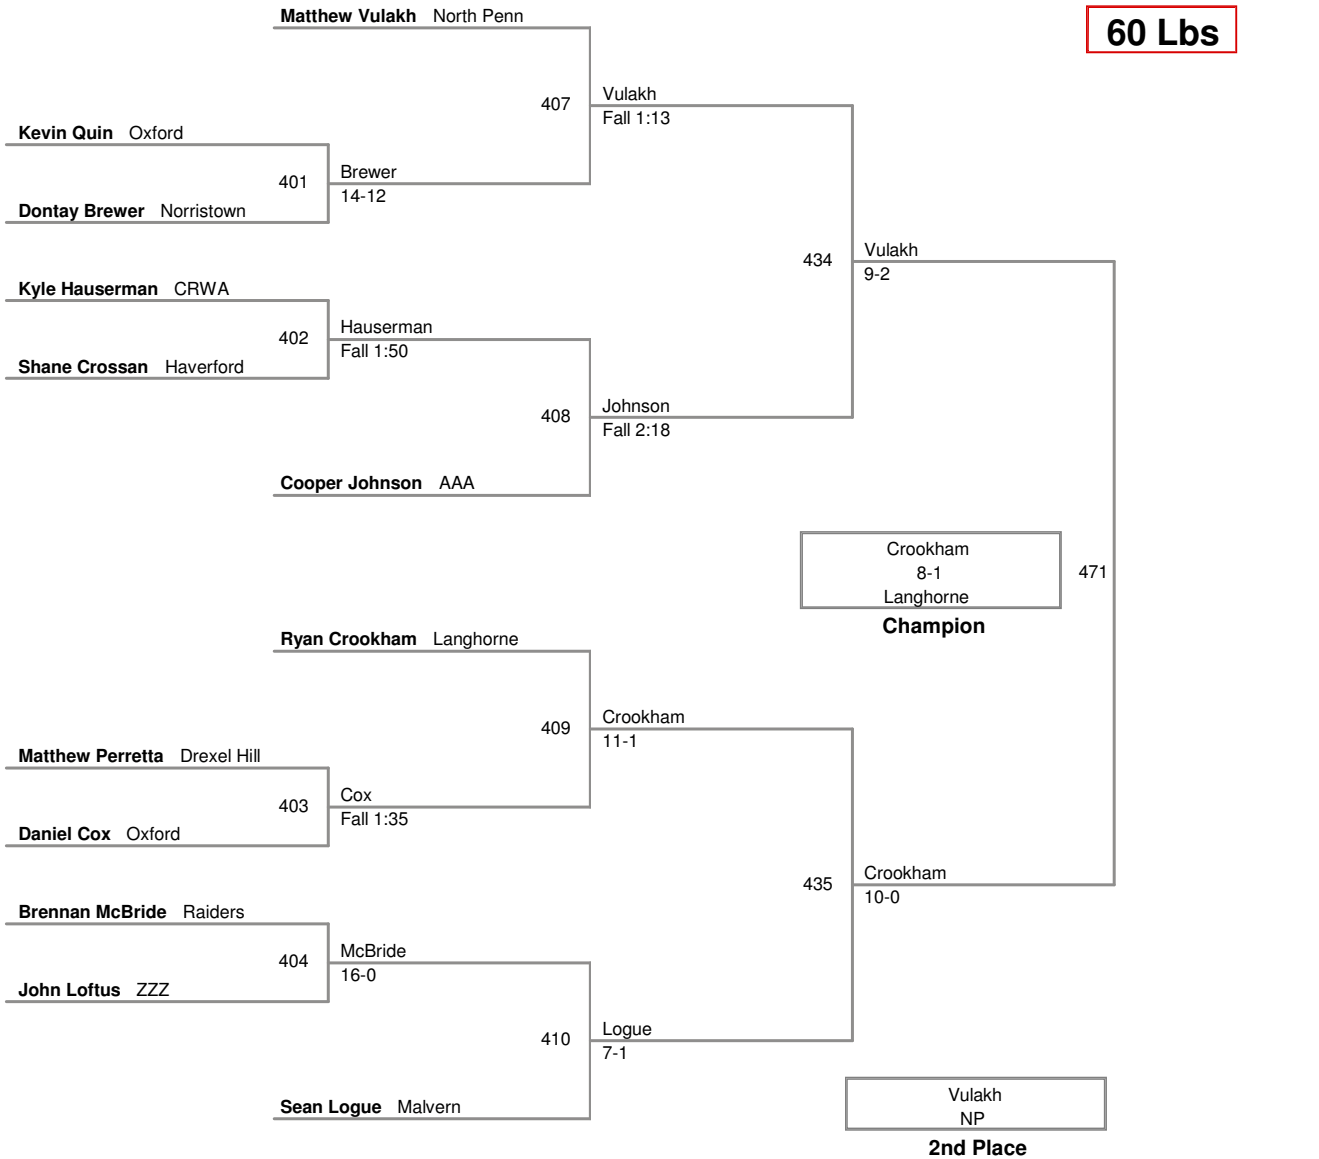 Matthew Vulakh North Penn
60 Lbs
407
Vulakh
Fall 1:13
Kevin Quin Oxford
401
Brewer
14-12
Dontay Brewer Norristown
434
Vulakh
9-2
Kyle Hauserman CRWA
402
Hauserman
Fall 1:50
Shane Crossan Haverford
408
Johnson
Fall 2:18
Cooper Johnson AAA
Crookham
8-1
Langhorne
Champion
471
Ryan Crookham Langhorne
409
Crookham
11-1
Matthew Perretta Drexel Hill
403
Cox
Fall 1:35
Daniel Cox Oxford
435
Crookham
10-0
Brennan McBride Raiders
404
McBride
16-0
John Loftus ZZZ
410
Logue
7-1
Sean Logue Malvern
Vulakh
NP
2nd Place